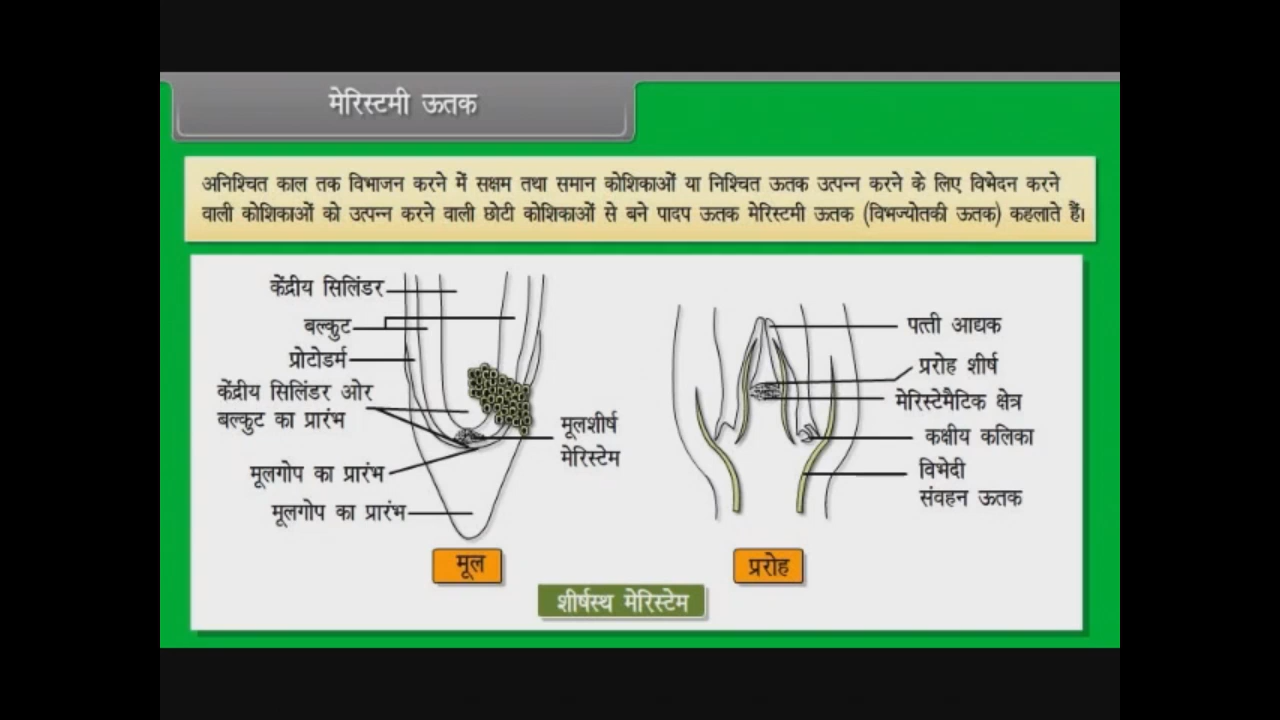 मेरिस्टमी ऊतक
अनिश्चित काल तक विभाजन करने में सक्षम तथा समान कोशिकाओं या निश्चित ऊतक उत्पन्न करने के लिए विभेदन करने
वाली कोशिकाओं को उत्पन्न करने वाली छोटी कोशिकाओं से बने पादप ऊतक मेरिस्टमी ऊतक (विभज्योतकी ऊतक) कहलाते हैं।
केंद्रीय सिलिंडर
बल्कुट
प्रोटोडर्म
केंद्रीय सिलिंडर ओर
बल्कुट का प्रारंभ
मूलगोप का प्रारंभ
मूलगोप का प्रारंभ
मूलशीर्ष
मेरिस्टेम
मूल
पत्ती आद्यक
प्ररोह शीर्ष
मेरिस्टेमैटिक क्षेत्र
कक्षीय कलिका
विभेदी
संवहन ऊतक
प्ररोह
शीर्षस्थ मेरिस्टेम